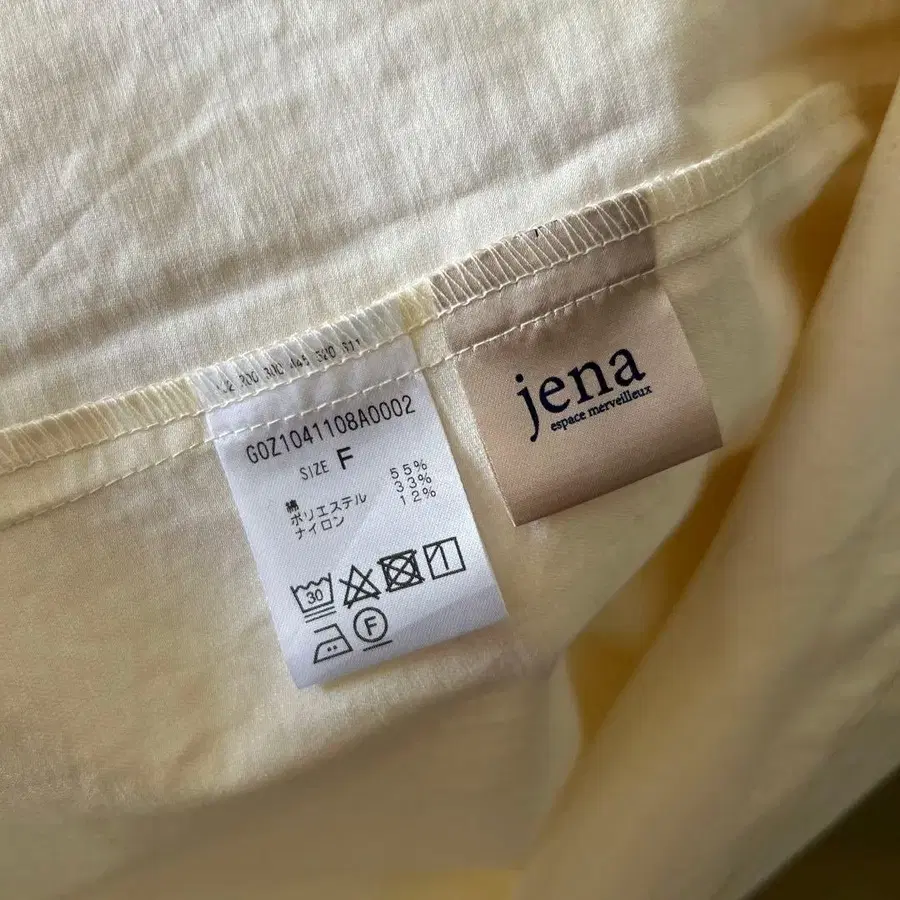 G0Z1041108A0002
SIZE F
綿 55%
ポリエステル 33%
ナイロン 12%
30
F
jena
espace merveilleux